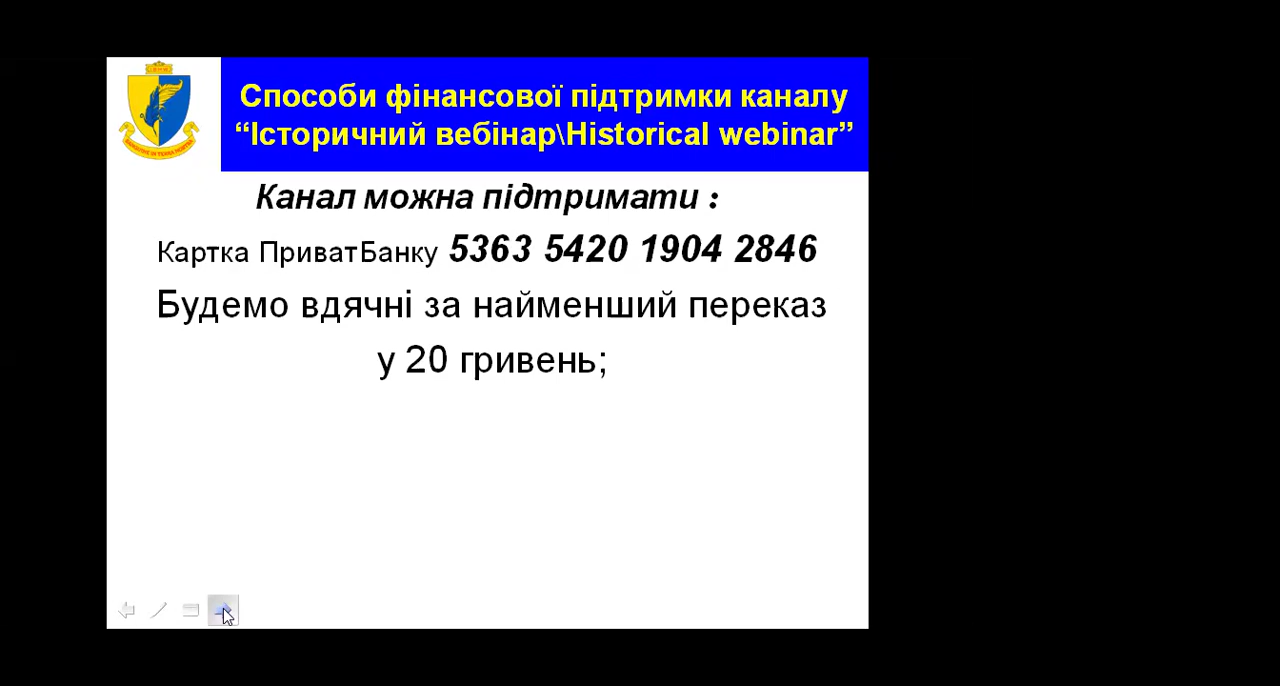 Способи фінансової підтримки каналу
“Історичний вебінар\Historical webinar”
Канал можна підтримати :
Картка ПриватБанку 5363 5420 1904 2846
Будемо вдячні за найменший переказ
у 20 гривень;